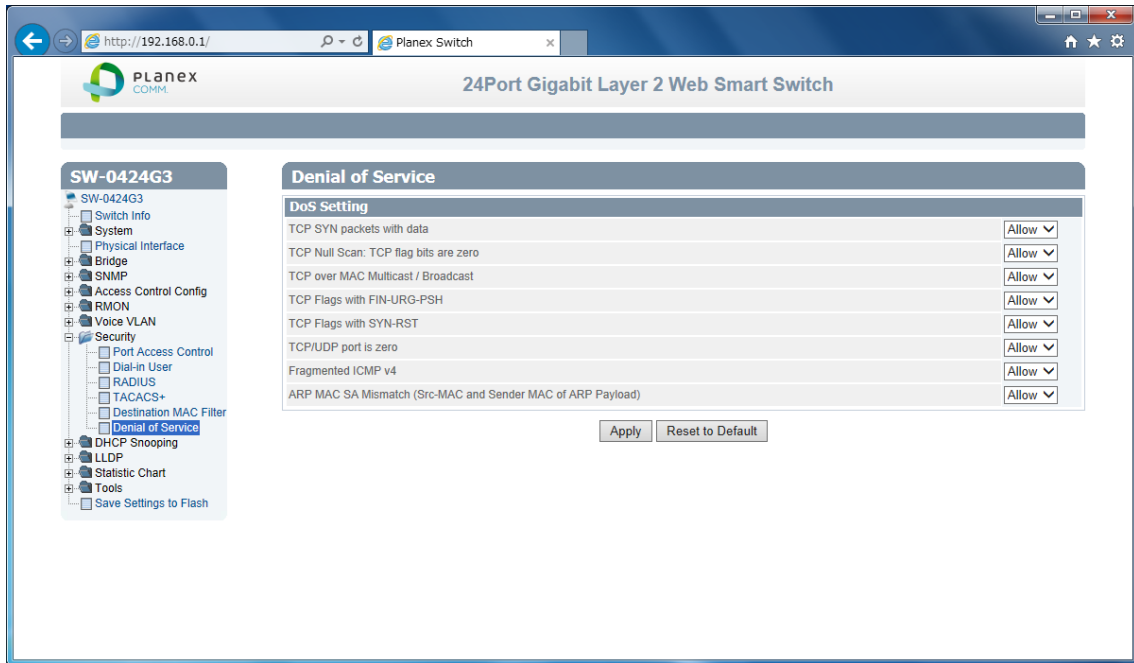 http://192.168.0.1/
Planex Switch
PLANEX
COMM.
24Port Gigabit Layer 2 Web Smart Switch
SW-0424G3
SW-0424G3
Switch Info
System
Physical Interface
Bridge
SNMP
Access Control Config
RMON
Voice VLAN
Security
Port Access Control
Dial-in User
RADIUS
TACACS+
Destination MAC Filter
Denial of Service
DHCP Snooping
LLDP
Statistic Chart
Tools
Save Settings to Flash
Denial of Service
DoS Setting
TCP SYN packets with data Allow
TCP Null Scan: TCP flag bits are zero Allow
TCP over MAC Multicast / Broadcast Allow
TCP Flags with FIN-URG-PSH Allow
TCP Flags with SYN-RST Allow
TCP/UDP port is zero Allow
Fragmented ICMP v4 Allow
ARP MAC SA Mismatch (Src-MAC and Sender MAC of ARP Payload) Allow
Apply Reset to Default